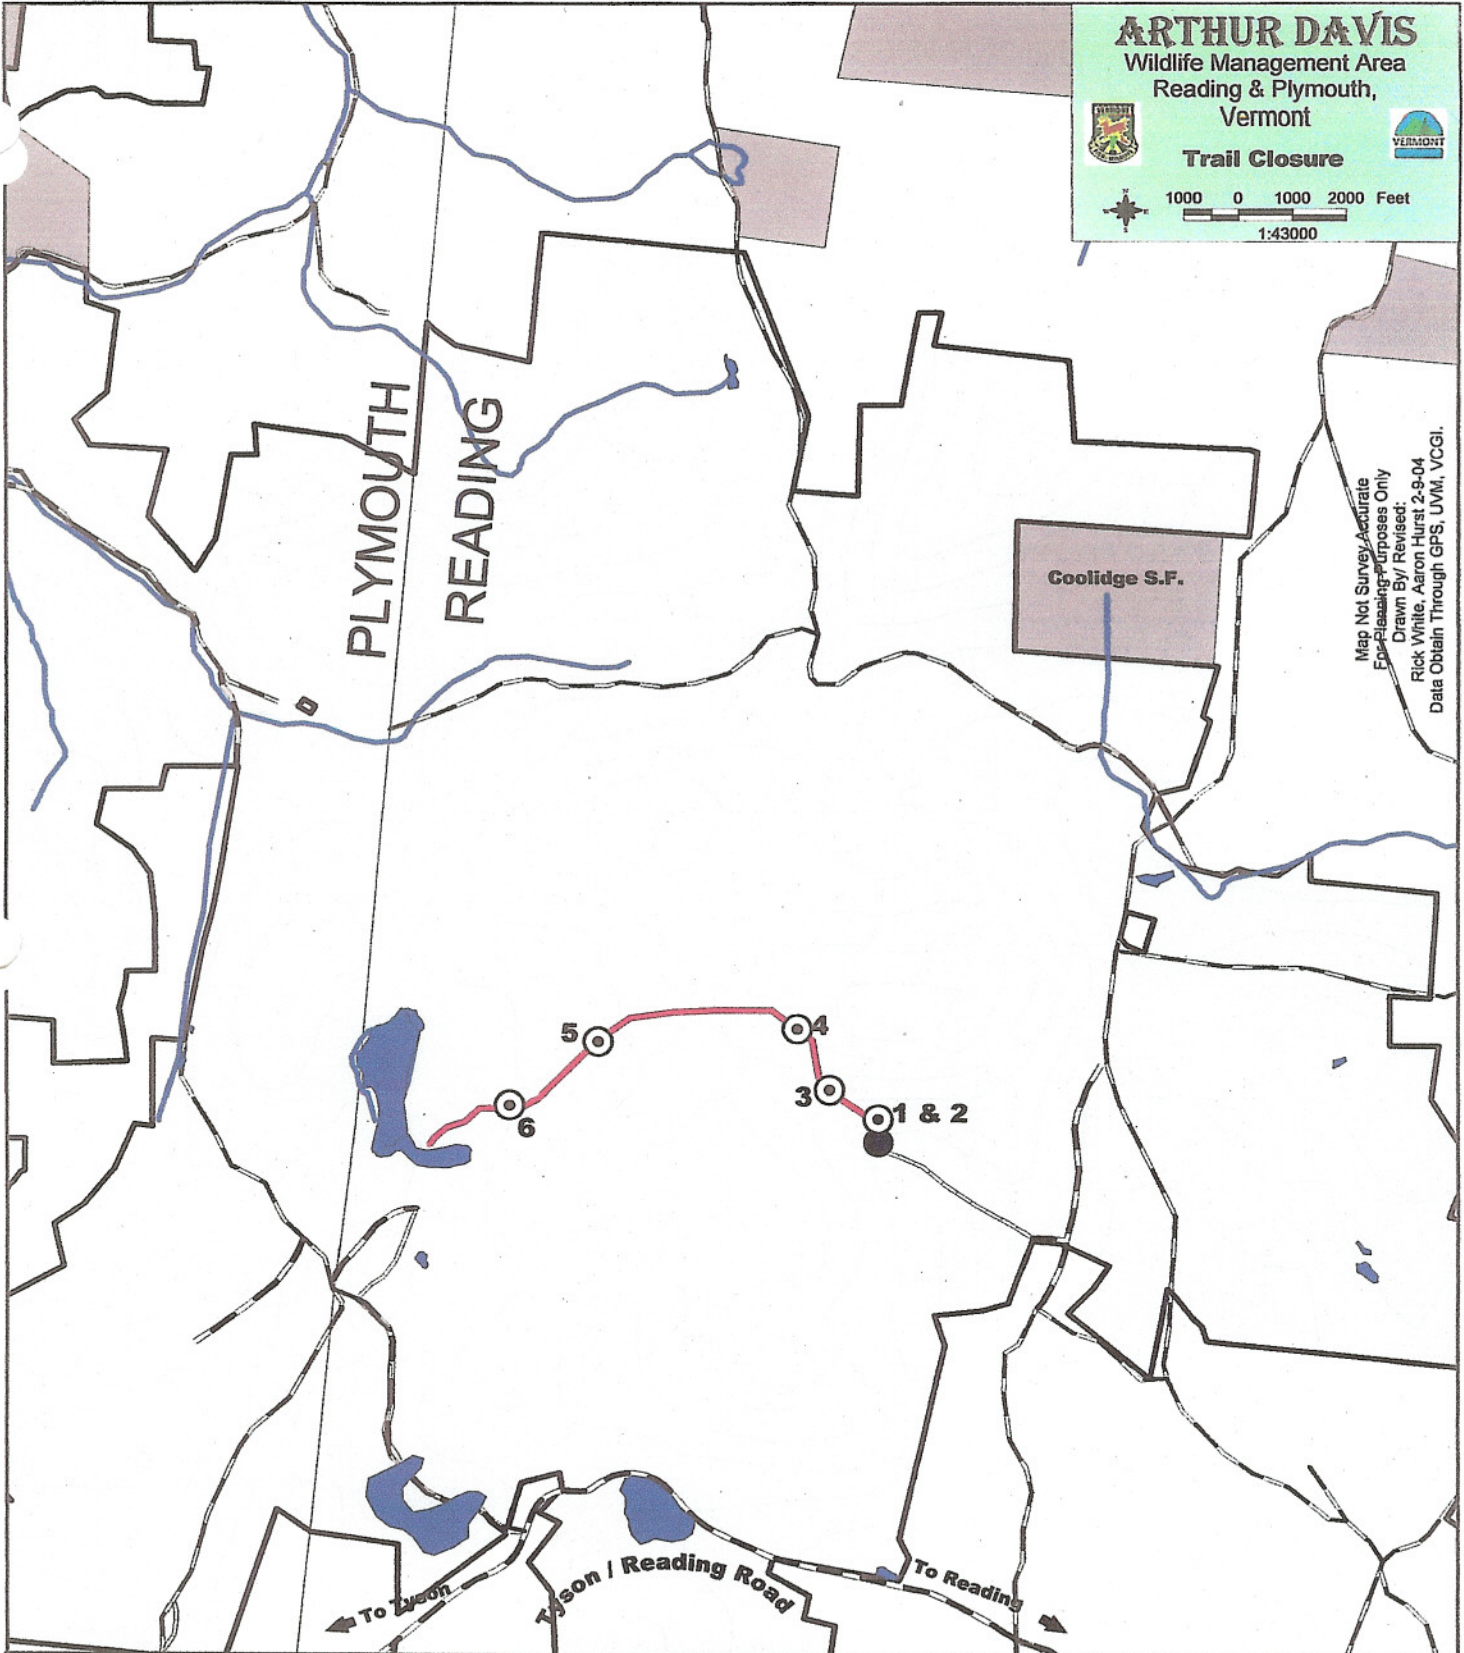 ARTHUR DAVIS
Wildlife Management Area
Reading & Plymouth,
Vermont
VERMONT
Trail Closure
1000 0 1000 2000 Feet
1:43000
PLYMOUTH
READING
Coolidge S.F.
Map Not Survey Accurate
For Planning Purposes Only
Drawn By/ Revised:
Rick White, Aaron Hurst 2-9-04
Data Obtain Through GPS, UVM, VCGI.
5
4
3
1 & 2
6
Tyson / Reading Road
To Tyson
To Reading